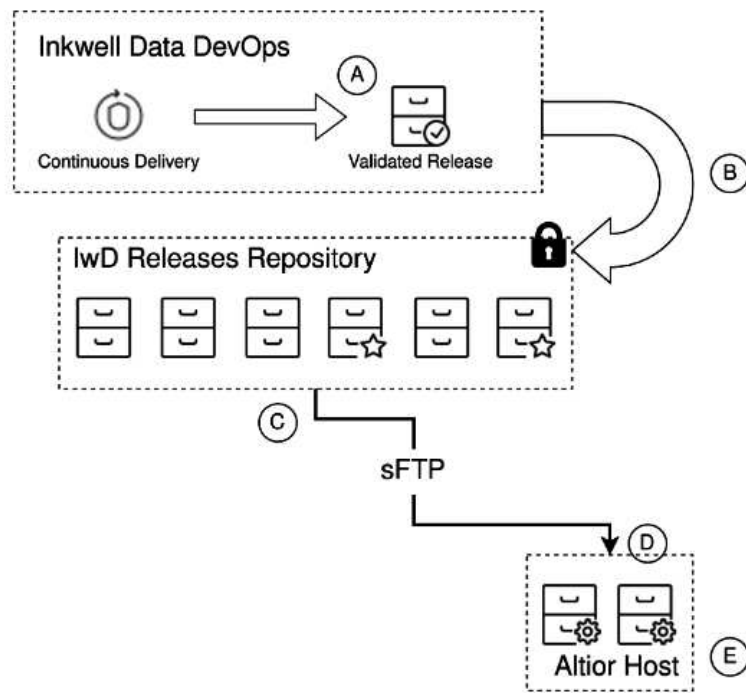 Inkwell Data DevOps
A
Continuous Delivery
Validated Release
B
IwD Releases Repository
C
sFTP
D
Altior Host
E